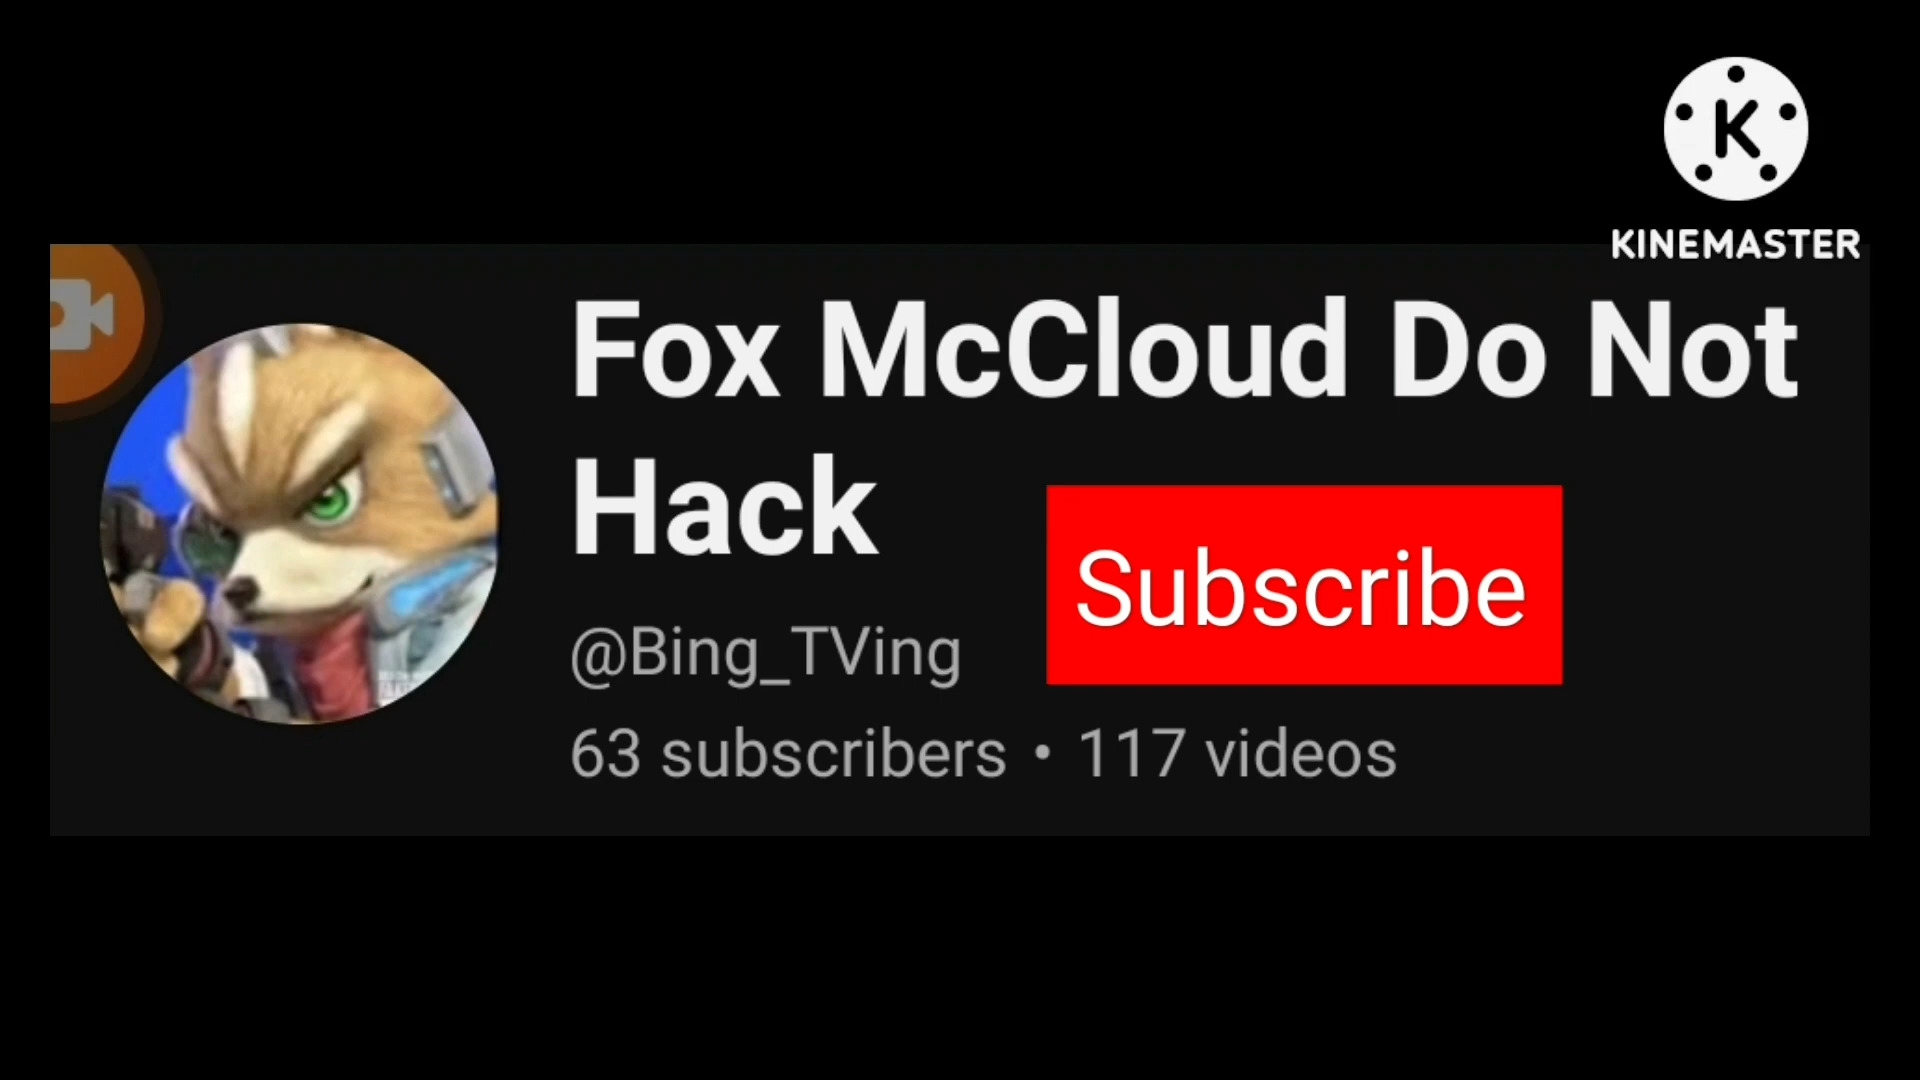 K
KINEMASTER
Fox McCloud Do Not
Hack
Subscribe
@Bing_TVing
63 subscribers • 117 videos